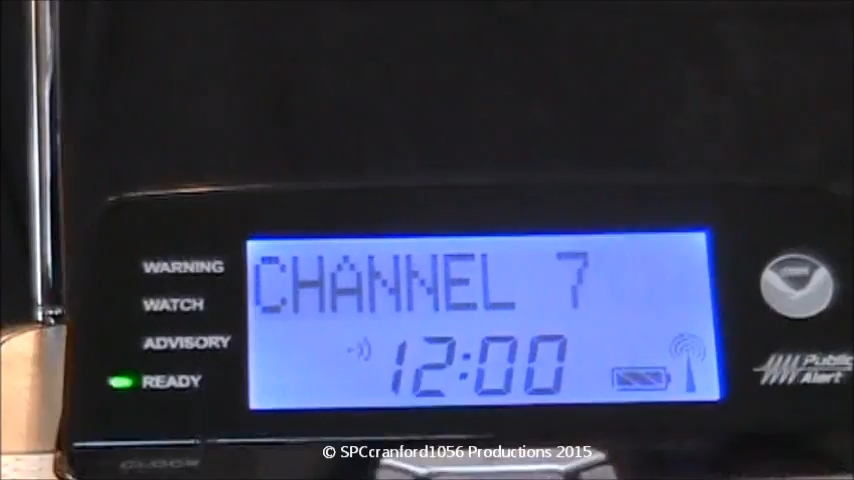 WARNING
WATCH
ADVISORY
READY
CHANNEL 7
12:00
Public
Alert
© SPCcranford1056 Productions 2015